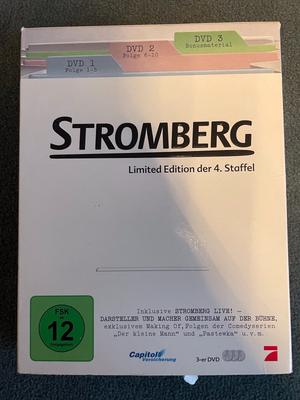 DVD 3
Bonusmaterial
DVD 2
Folge 6-10
DVD 1
Folge 1-5
STROMBERG
Limited Edition der 4. Staffel
Inklusive STROMBERG LIVE! –
DARSTELLER UND MACHER GEMEINSAM AUF DER BÜHNE,
exklusivem Making Of, Folgen der Comedyserien
„Der kleine Mann" und „Pastewka" u.v.m.
FSK
12
Capitol
Versicherung
3-er DVD